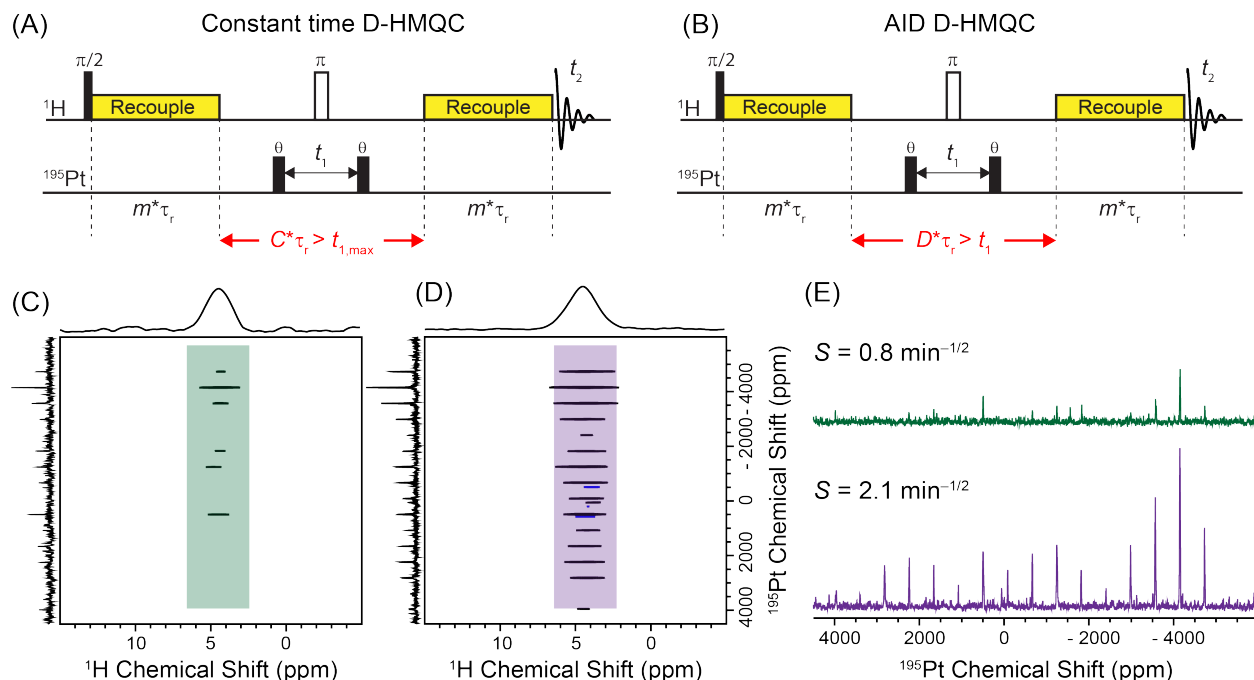 (A) Constant time D-HMQC
π/2 π t₂
¹H Recouple Recouple
θ t₁ θ
¹⁹⁵Pt
m*τᵣ m*τᵣ
C*τᵣ > t₁,max
(B) AID D-HMQC
π/2 π t₂
¹H Recouple Recouple
θ t₁ θ
¹⁹⁵Pt
m*τᵣ m*τᵣ
D*τᵣ > t₁
(C)
10 5 0
¹H Chemical Shift (ppm)
(D)
- 4000
- 2000
0
2000
4000
¹⁹⁵Pt Chemical Shift (ppm)
10 5 0
¹H Chemical Shift (ppm)
(E)
S = 0.8 min⁻¹/²
S = 2.1 min⁻¹/²
4000 2000 0 - 2000 - 4000
¹⁹⁵Pt Chemical Shift (ppm)